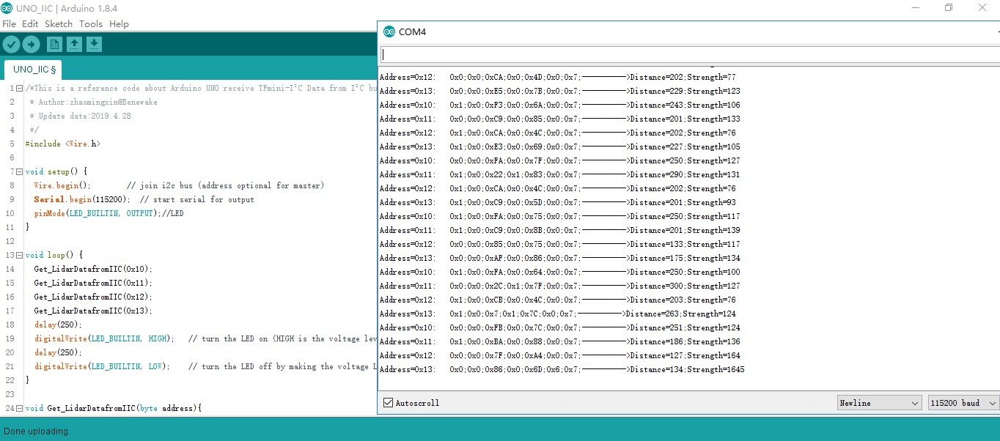 UNO_IIC | Arduino 1.8.4
File Edit Sketch Tools Help
UNO_IIC §
1 /*This is a reference code about Arduino UNO receive TFmini-I²C Data from I²C bu
2 * Author:zhaomingxin@Benewake
3 * Update date:2019.4.28
4 */
5 #include <Wire.h>
6
7 void setup() {
8 Wire.begin(); // join i2c bus (address optional for master)
9 Serial.begin(115200); // start serial for output
10 pinMode(LED_BUILTIN, OUTPUT);//LED
11 }
12
13 void loop() {
14 Get_LidarDatafromIIC(0x10);
15 Get_LidarDatafromIIC(0x11);
16 Get_LidarDatafromIIC(0x12);
17 Get_LidarDatafromIIC(0x13);
18 delay(250);
19 digitalWrite(LED_BUILTIN, HIGH); // turn the LED on (HIGH is the voltage lev
20 delay(250);
21 digitalWrite(LED_BUILTIN, LOW); // turn the LED off by making the voltage L
22 }
23
24 void Get_LidarDatafromIIC(byte address){
Done uploading.
COM4
Address=0x12: 0x0;0x0;0xCA;0x0;0x4D;0x0;0x7;—————>Distance=202;Strength=77
Address=0x13: 0x0;0x0;0xE5;0x0;0x7B;0x0;0x7;—————>Distance=229;Strength=123
Address=0x10: 0x1;0x0;0xF3;0x0;0x6A;0x0;0x7;—————>Distance=243;Strength=106
Address=0x11: 0x0;0x0;0xC9;0x0;0x85;0x0;0x7;—————>Distance=201;Strength=133
Address=0x12: 0x1;0x0;0xCA;0x0;0x4C;0x0;0x7;—————>Distance=202;Strength=76
Address=0x13: 0x1;0x0;0xE3;0x0;0x69;0x0;0x7;—————>Distance=227;Strength=105
Address=0x10: 0x0;0x0;0xFA;0x0;0x7F;0x0;0x7;—————>Distance=250;Strength=127
Address=0x11: 0x1;0x0;0x22;0x1;0x83;0x0;0x7;—————>Distance=290;Strength=131
Address=0x12: 0x1;0x0;0xCA;0x0;0x4C;0x0;0x7;—————>Distance=202;Strength=76
Address=0x13: 0x1;0x0;0xC9;0x0;0x5D;0x0;0x7;—————>Distance=201;Strength=93
Address=0x10: 0x1;0x0;0xFA;0x0;0x75;0x0;0x7;—————>Distance=250;Strength=117
Address=0x11: 0x1;0x0;0xC9;0x0;0x8B;0x0;0x7;—————>Distance=201;Strength=139
Address=0x12: 0x0;0x0;0x85;0x0;0x75;0x0;0x7;—————>Distance=133;Strength=117
Address=0x13: 0x0;0x0;0xAF;0x0;0x86;0x0;0x7;—————>Distance=175;Strength=134
Address=0x10: 0x1;0x0;0xFA;0x0;0x64;0x0;0x7;—————>Distance=250;Strength=100
Address=0x11: 0x0;0x0;0x2C;0x1;0x7F;0x0;0x7;—————>Distance=300;Strength=127
Address=0x12: 0x1;0x0;0xCB;0x0;0x4C;0x0;0x7;—————>Distance=203;Strength=76
Address=0x13: 0x1;0x0;0x7;0x1;0x7C;0x0;0x7;—————>Distance=263;Strength=124
Address=0x10: 0x0;0x0;0xFB;0x0;0x7C;0x0;0x7;—————>Distance=251;Strength=124
Address=0x11: 0x1;0x0;0xBA;0x0;0x88;0x0;0x7;—————>Distance=186;Strength=136
Address=0x12: 0x0;0x0;0x7F;0x0;0xA4;0x0;0x7;—————>Distance=127;Strength=164
Address=0x13: 0x0;0x0;0x86;0x0;0x6D;0x6;0x7;—————>Distance=134;Strength=1645
Autoscroll
Newline
115200 baud